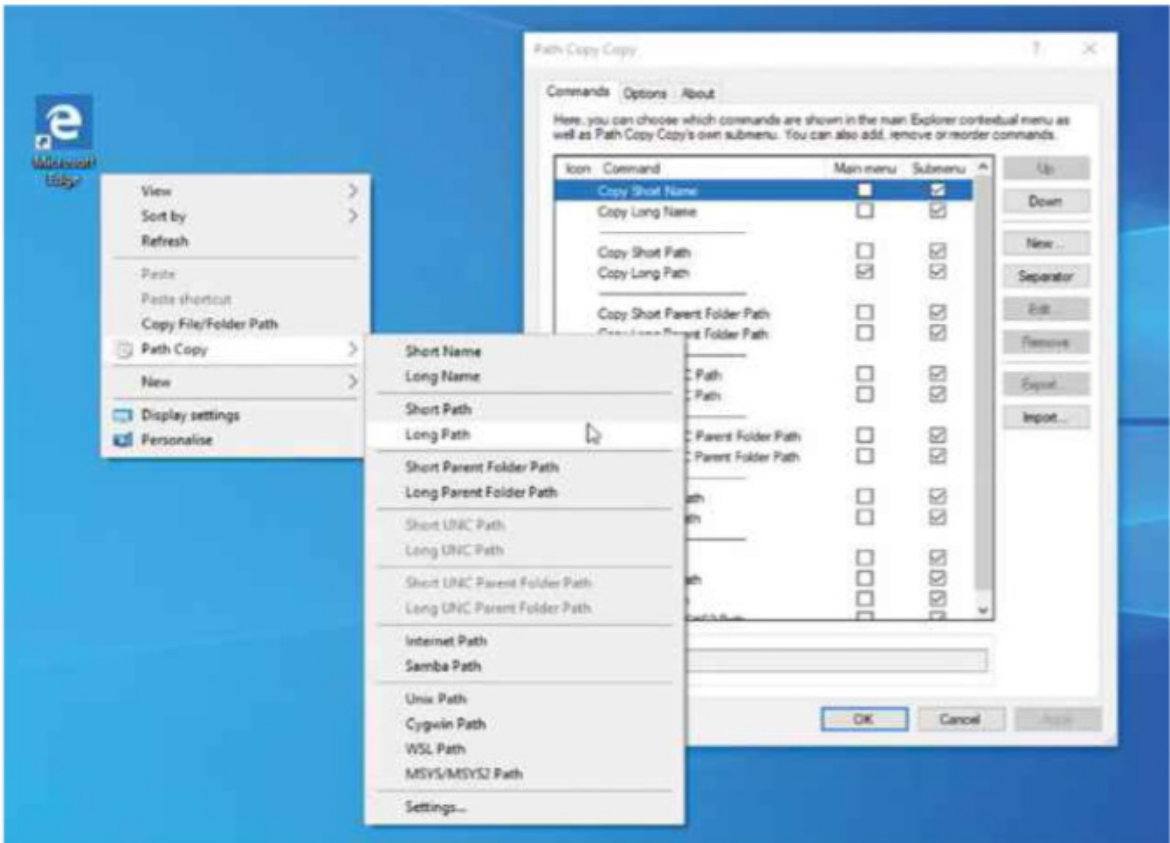 Microsoft
Edge
View
Sort by
Refresh
Paste
Paste shortcut
Copy File/Folder Path
Path Copy
New
Display settings
Personalise
Short Name
Long Name
Short Path
Long Path
Short Parent Folder Path
Long Parent Folder Path
Short UNC Path
Long UNC Path
Short UNC Parent Folder Path
Long UNC Parent Folder Path
Internet Path
Samba Path
Unix Path
Cygwin Path
WSL Path
MSYS/MSYS2 Path
Settings...
Path Copy Copy
? ×
Commands Options About
Here, you can choose which commands are shown in the main Explorer contextual menu as
well as Path Copy Copy's own submenu. You can also add, remove or reorder commands.
Icon Command Main menu Submenu
Copy Short Name
Copy Long Name
Copy Short Path
Copy Long Path
Copy Short Parent Folder Path
Copy Long Parent Folder Path
C Path
C Path
C Parent Folder Path
C Parent Folder Path
ath
th
th
Up
Down
New...
Separator
Edit...
Remove
Export...
Import...
OK Cancel Apply